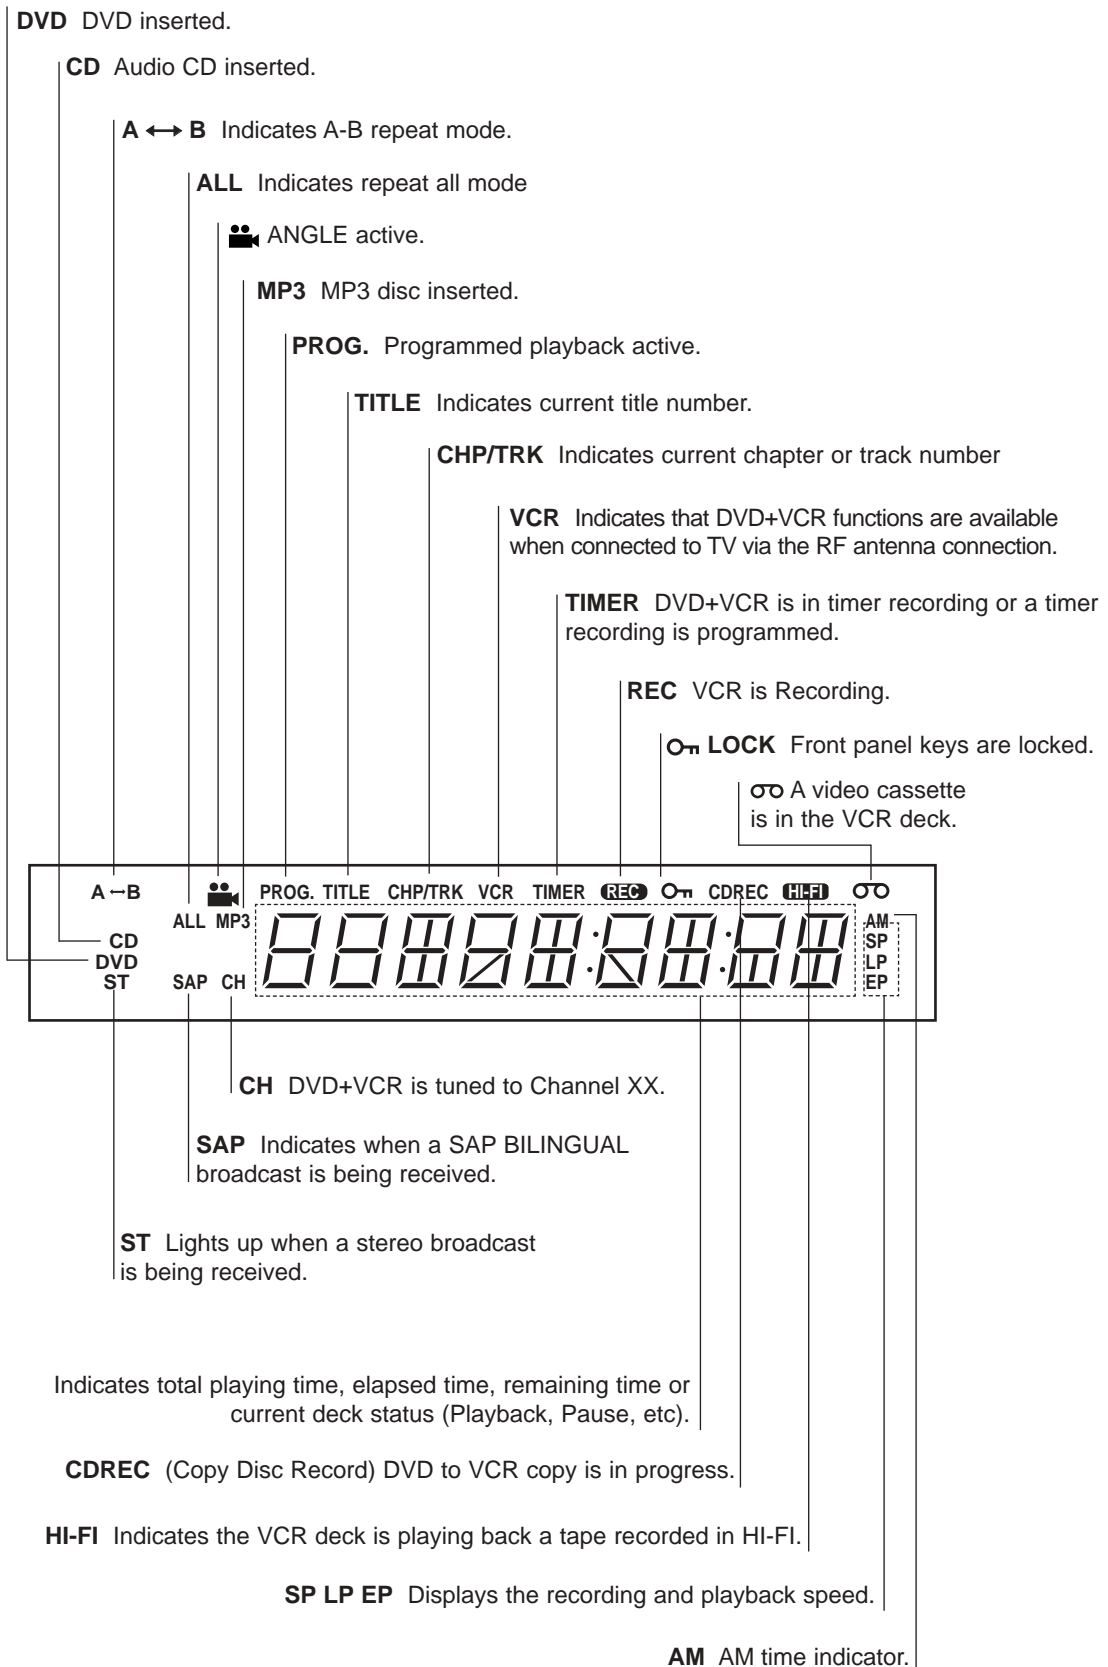 DVD DVD inserted.
CD Audio CD inserted.
A ↔ B Indicates A-B repeat mode.
ALL Indicates repeat all mode
ANGLE active.
MP3 MP3 disc inserted.
PROG. Programmed playback active.
TITLE Indicates current title number.
CHP/TRK Indicates current chapter or track number
VCR Indicates that DVD+VCR functions are available
when connected to TV via the RF antenna connection.
TIMER DVD+VCR is in timer recording or a timer
recording is programmed.
REC VCR is Recording.
LOCK Front panel keys are locked.
A video cassette
is in the VCR deck.
A↔B PROG. TITLE CHP/TRK VCR TIMER REC CDREC HI-FI
ALL MP3 AM
CD SP
DVD LP
ST SAP CH EP
CH DVD+VCR is tuned to Channel XX.
SAP Indicates when a SAP BILINGUAL
broadcast is being received.
ST Lights up when a stereo broadcast
is being received.
Indicates total playing time, elapsed time, remaining time or
current deck status (Playback, Pause, etc).
CDREC (Copy Disc Record) DVD to VCR copy is in progress.
HI-FI Indicates the VCR deck is playing back a tape recorded in HI-FI.
SP LP EP Displays the recording and playback speed.
AM AM time indicator.